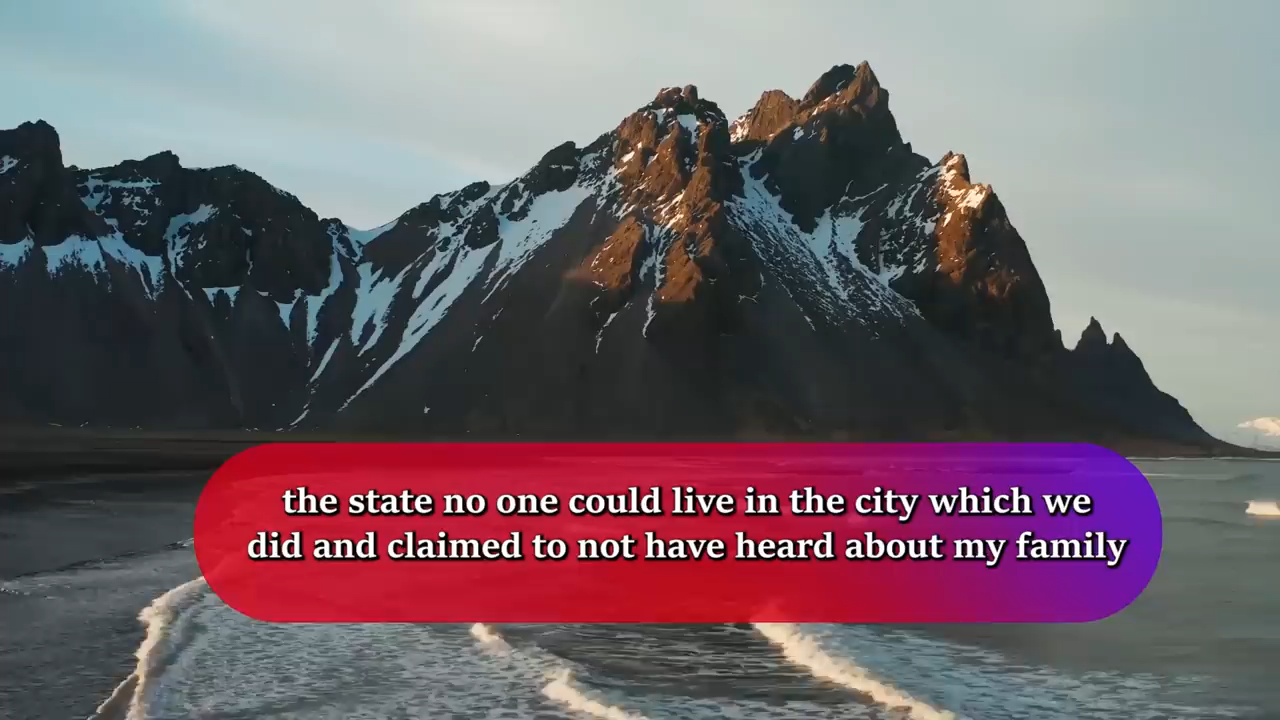 the state no one could live in the city which we
did and claimed to not have heard about my family